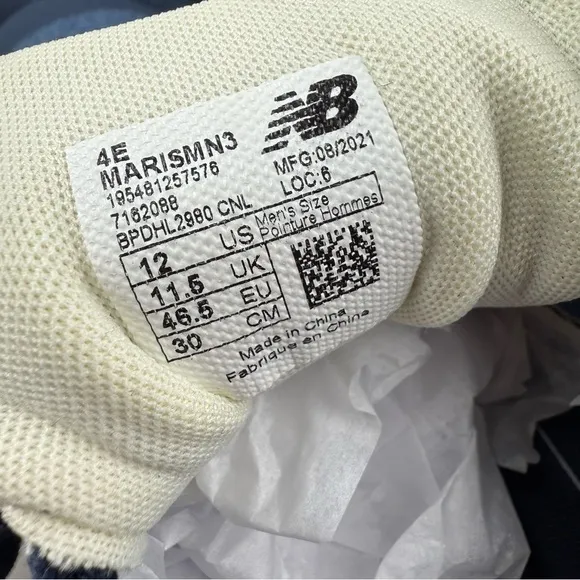 4E
MARISMN3
195481257576
7162088
BPDHL2980 CNL
NB
MFG:08/2021
LOC:6
Men's Size
Pointure Hommes
12 US
11.5 UK
46.5 EU
30 CM
Made in China
Fabriqué en Chine